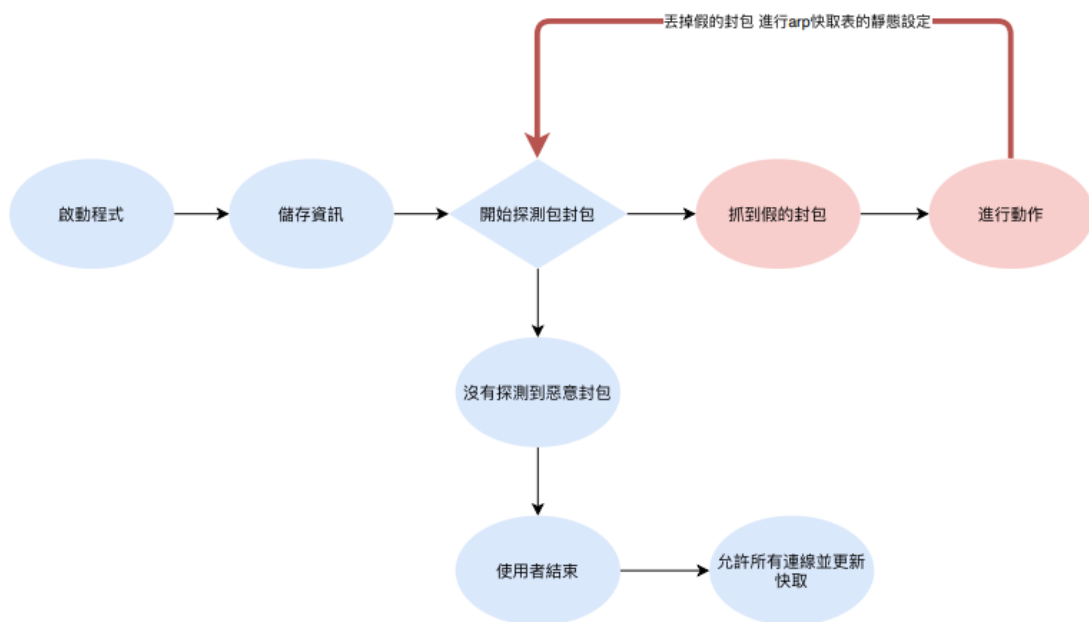 丟掉假的封包 進行arp快取表的靜態設定
啟動程式
儲存資訊
開始探測包封包
抓到假的封包
進行動作
沒有探測到惡意封包
使用者結束
允許所有連線並更新
快取